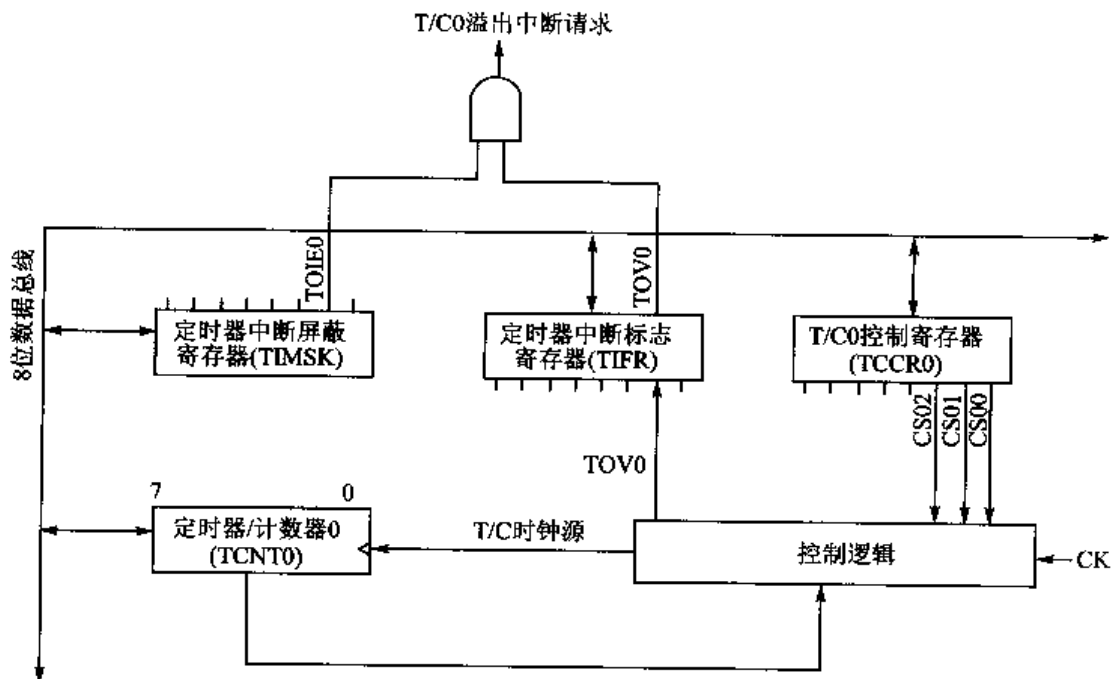 T/C0溢出中断请求
8位数据总线
TOIE0
TOV0
定时器中断屏蔽
寄存器(TIMSK)
定时器中断标志
寄存器(TIFR)
T/C0控制寄存器
(TCCR0)
CS02
CS01
CS00
TOV0
7
0
定时器/计数器0
(TCNT0)
T/C时钟源
控制逻辑
CK